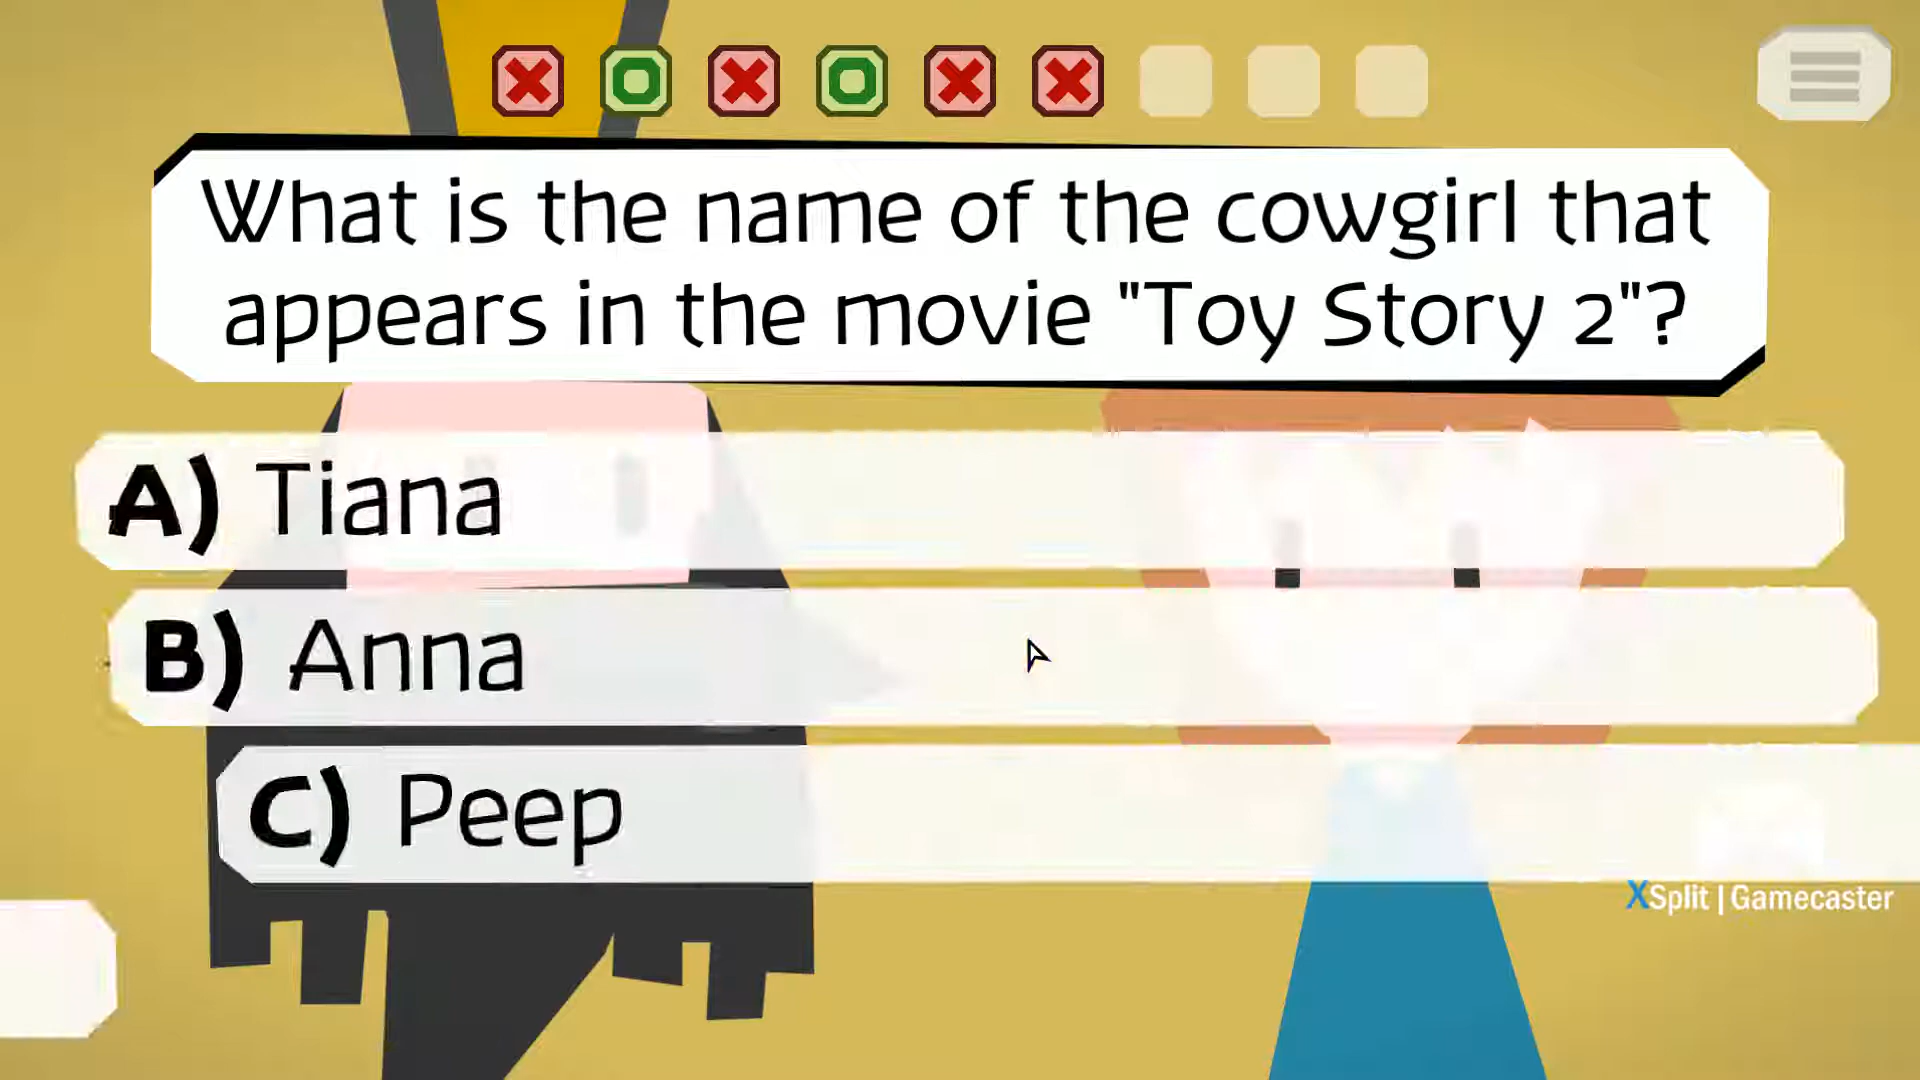 What is the name of the cowgirl that
appears in the movie "Toy Story 2"?
A) Tiana
B) Anna
C) Peep
XSplit | Gamecaster